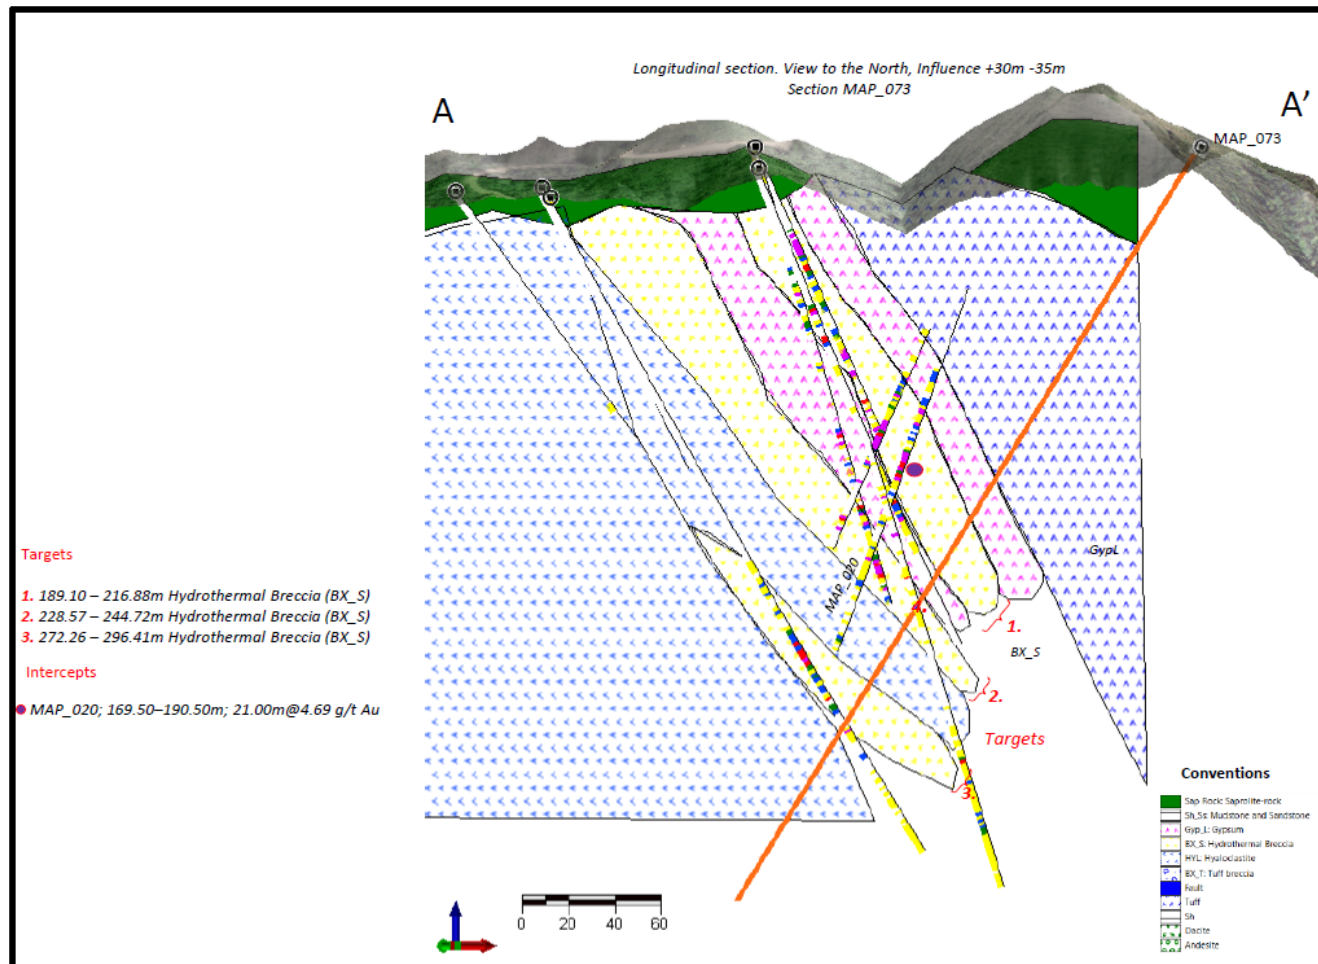 Longitudinal section. View to the North, Influence +30m -35m
Section MAP_073
A
A'
MAP_073
GypL
MAP_020
1.
BX_S
2.
Targets
3.
Targets
1. 189.10 – 216.88m Hydrothermal Breccia (BX_S)
2. 228.57 – 244.72m Hydrothermal Breccia (BX_S)
3. 272.26 – 296.41m Hydrothermal Breccia (BX_S)
Intercepts
MAP_020; 169.50–190.50m; 21.00m@4.69 g/t Au
Conventions
Sap Rock: Saprolite-rock
Sh_Ss: Mudstone and Sandstone
Gyp_L: Gypsum
BX_S: Hydrothermal Breccia
HYL: Hyaloclastite
BX_T: Tuff breccia
Fault
Tuff
Sh
Dacite
Andesite
0 20 40 60